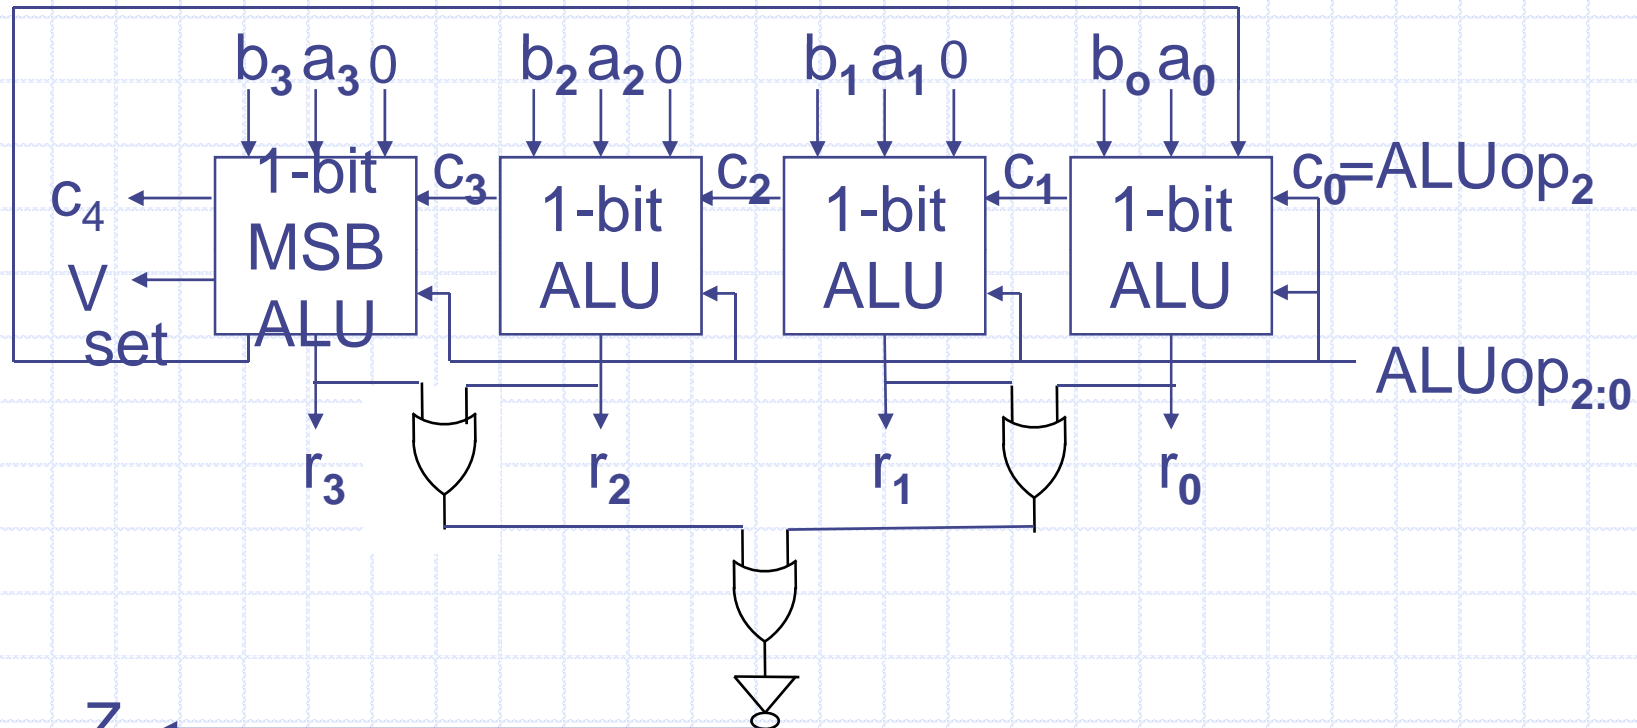 b₃ a₃ 0 b₂ a₂ 0 b₁ a₁ 0 bₒ a₀
c₄ 1-bit MSB ALU c₃ 1-bit ALU c₂ 1-bit ALU c₁ 1-bit ALU c₀=ALUop₂
V
set
ALUop₂:₀
r₃ r₂ r₁ r₀
Z